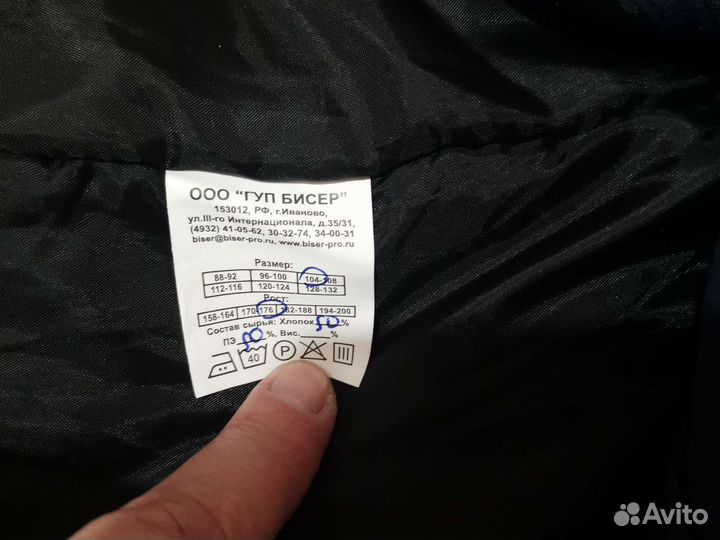 ООО "ГУП БИСЕР"
153012, РФ, г.Иваново,
ул.III-го Интернационала, д.35/31,
(4932) 41-05-62, 30-32-74, 34-00-31
biser@biser-pro.ru, www.biser-pro.ru
Размер:
88-92 96-100 104-108
112-116 120-124 128-132
Рост:
158-164 170-176 182-188 194-200
Состав сырья: Хлопок 50 %
ПЭ 50 %, Вис.____%
40 P
Avito